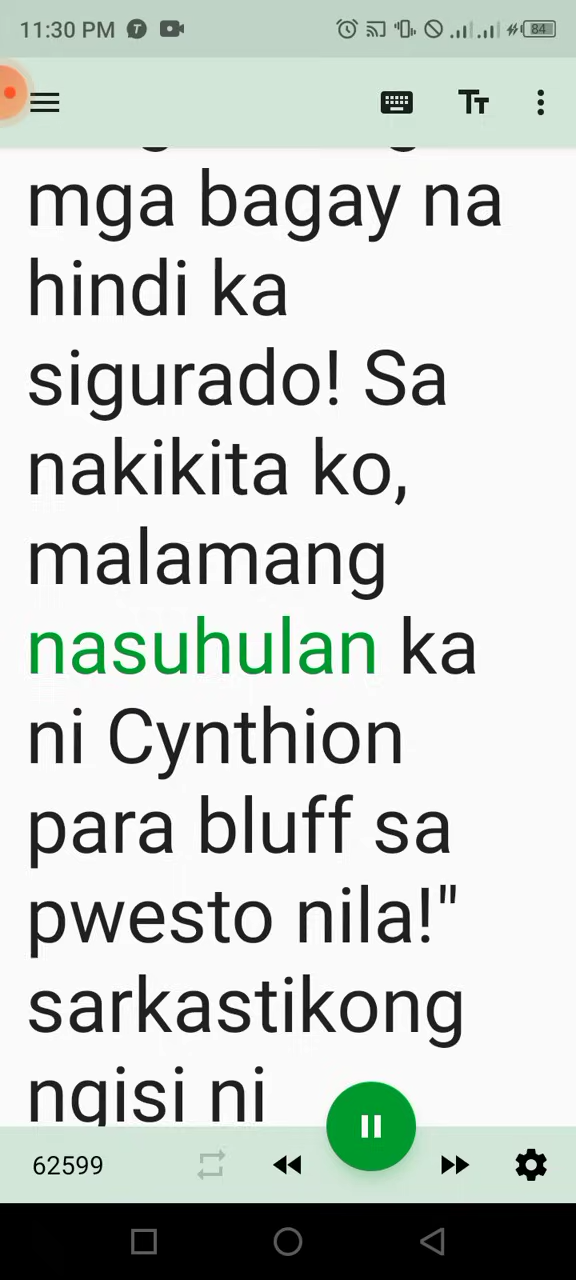 11:30 PM
84
mga bagay na
hindi ka
sigurado! Sa
nakikita ko,
malamang
nasuhulan ka
ni Cynthion
para bluff sa
pwesto nila!"
sarkastikong
ngisi ni
62599